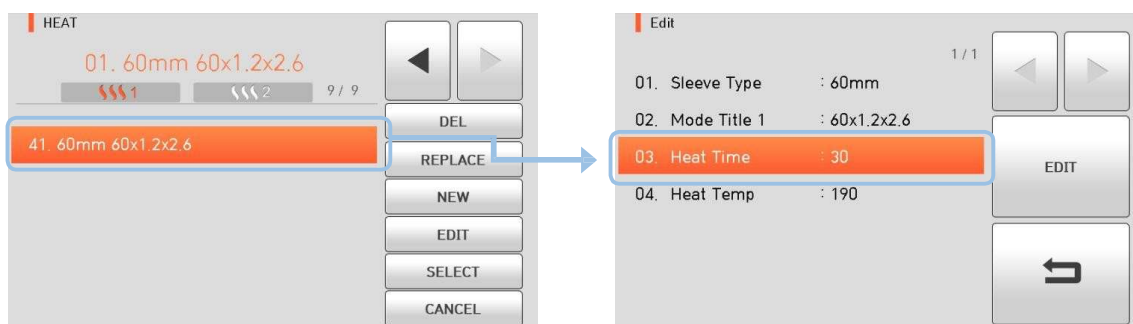 HEAT
01. 60mm 60x1.2x2.6
1
2
9/9
41. 60mm 60x1.2x2.6
DEL
REPLACE
NEW
EDIT
SELECT
CANCEL
Edit
1/1
01. Sleeve Type : 60mm
02. Mode Title 1 : 60x1.2x2.6
03. Heat Time : 30
04. Heat Temp : 190
EDIT